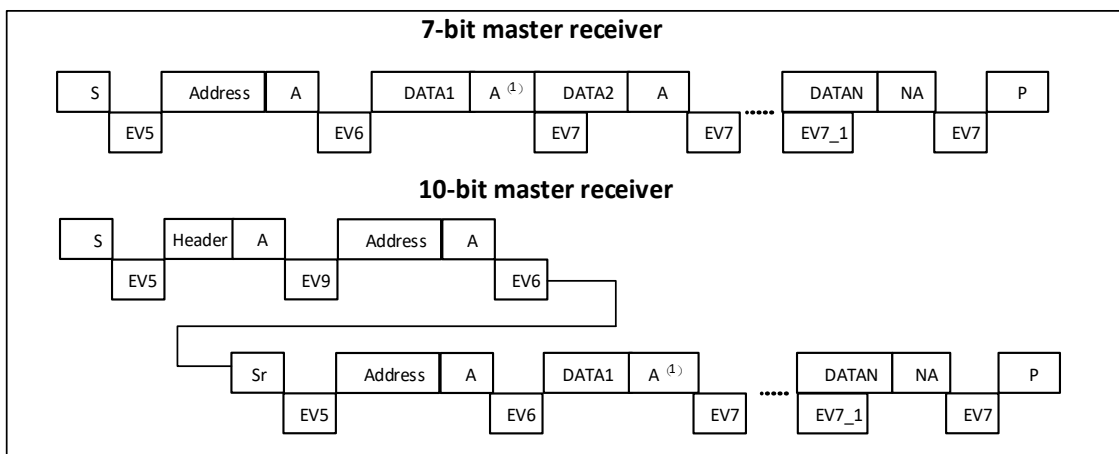 7-bit master receiver
S Address A DATA1 A (1) DATA2 A ..... DATAN NA P
EV5 EV6 EV7 EV7 EV7_1 EV7
10-bit master receiver
S Header A Address A
EV5 EV9 EV6
Sr Address A DATA1 A (1) ..... DATAN NA P
EV5 EV6 EV7 EV7_1 EV7